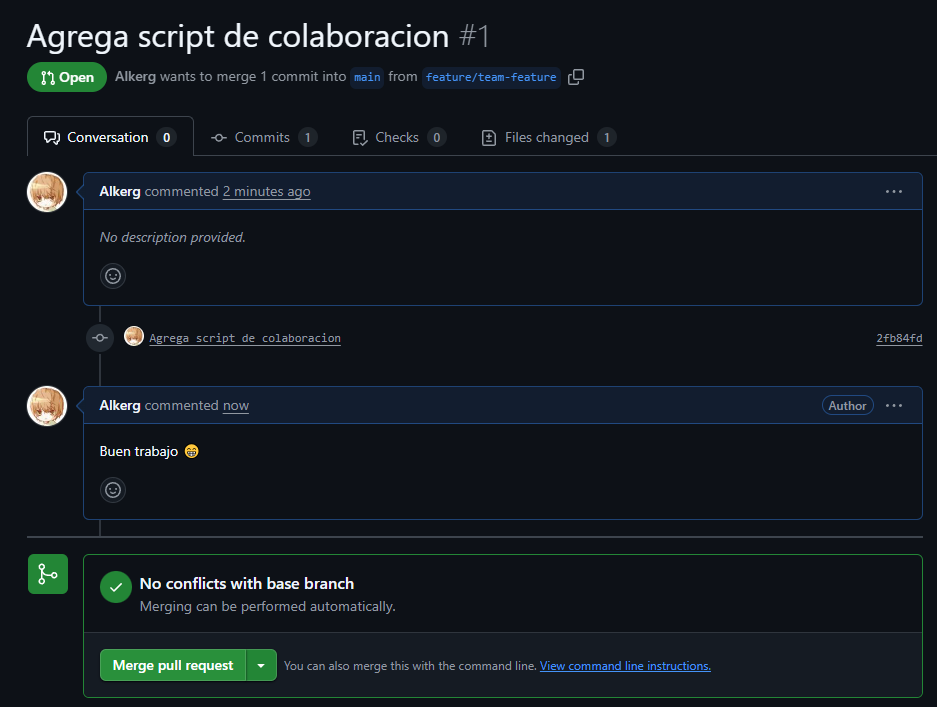 Agrega script de colaboracion #1
Open Alkerg wants to merge 1 commit into main from feature/team-feature
Conversation 0 Commits 1 Checks 0 Files changed 1
Alkerg commented 2 minutes ago
No description provided.
Agrega script de colaboracion 2fb84fd
Alkerg commented now Author
Buen trabajo 😁
No conflicts with base branch
Merging can be performed automatically.
Merge pull request You can also merge this with the command line. View command line instructions.